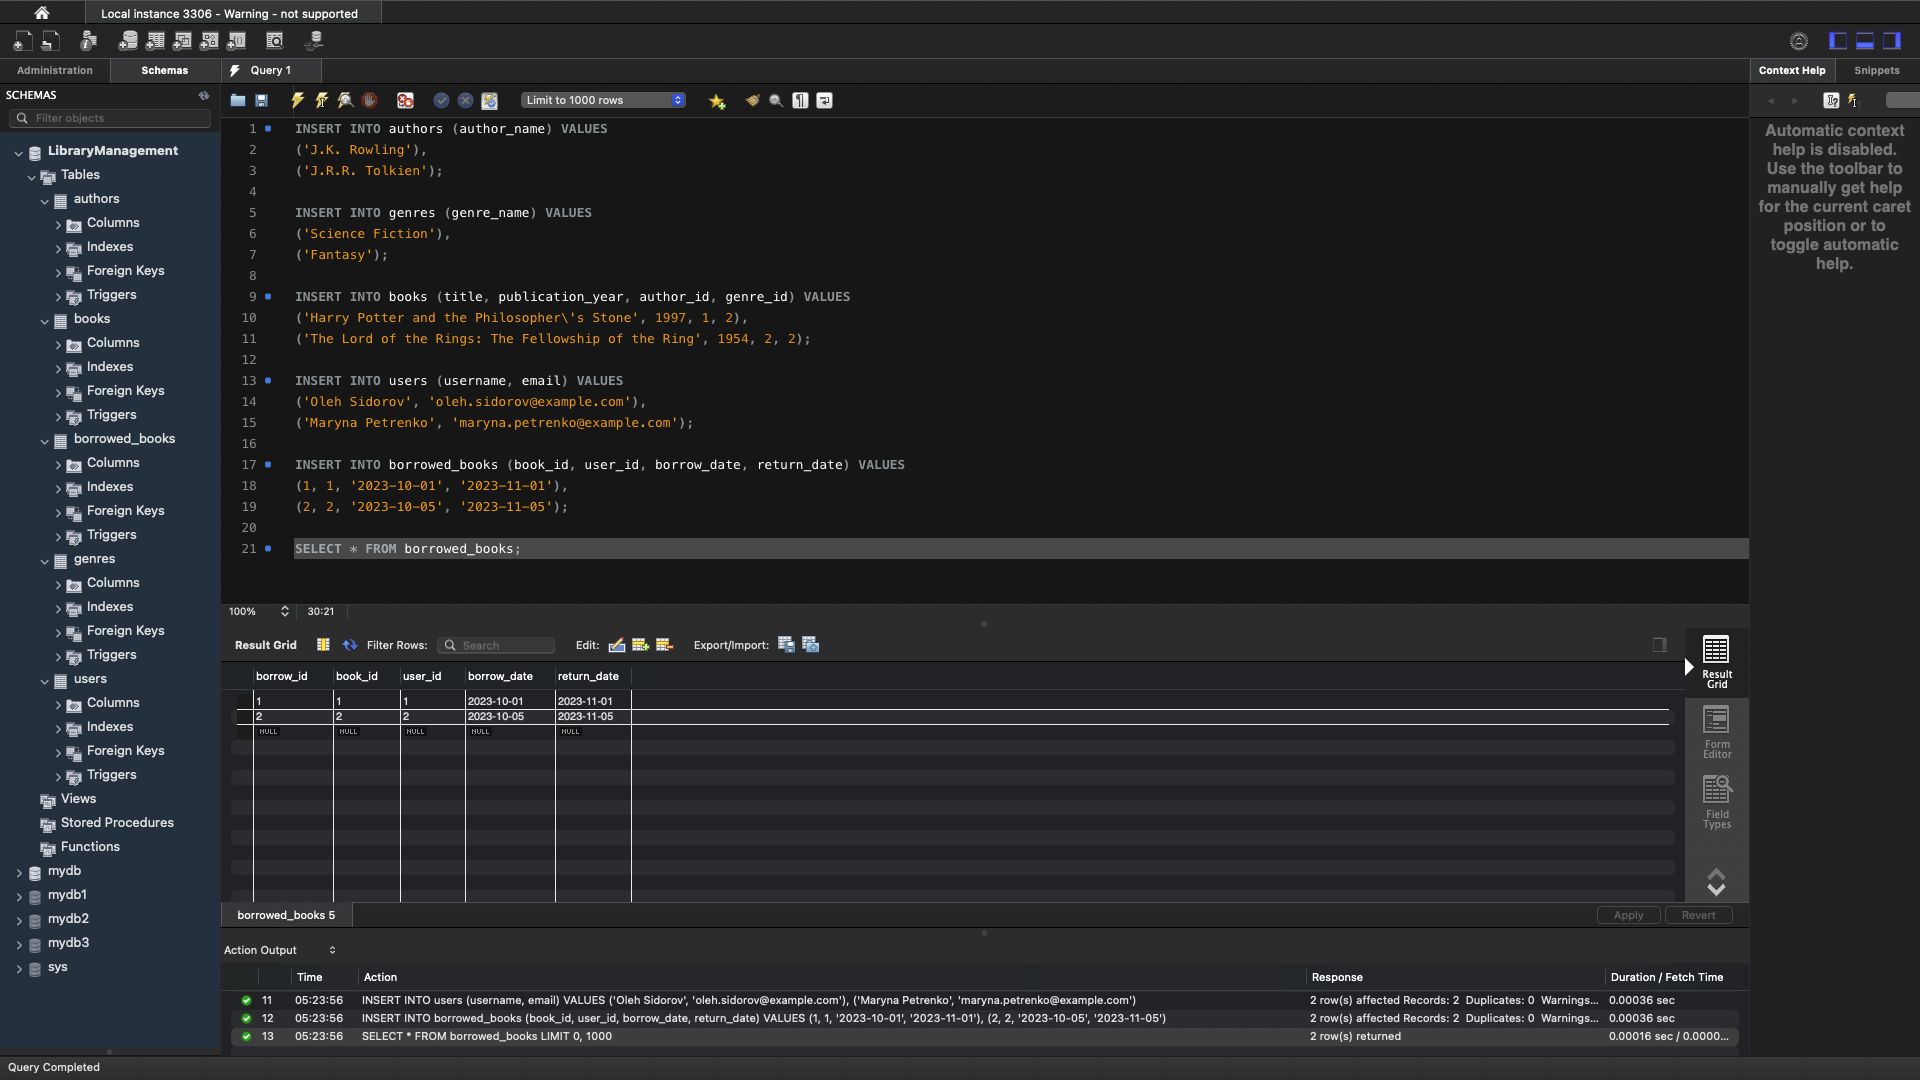 Local instance 3306 - Warning - not supported
Administration
Schemas
Query 1
Context Help
Snippets
SCHEMAS
Filter objects
Limit to 1000 rows
LibraryManagement
Tables
authors
Columns
Indexes
Foreign Keys
Triggers
books
Columns
Indexes
Foreign Keys
Triggers
borrowed_books
Columns
Indexes
Foreign Keys
Triggers
genres
Columns
Indexes
Foreign Keys
Triggers
users
Columns
Indexes
Foreign Keys
Triggers
Views
Stored Procedures
Functions
mydb
mydb1
mydb2
mydb3
sys
1 INSERT INTO authors (author_name) VALUES
2 ('J.K. Rowling'),
3 ('J.R.R. Tolkien');
4
5 INSERT INTO genres (genre_name) VALUES
6 ('Science Fiction'),
7 ('Fantasy');
8
9 INSERT INTO books (title, publication_year, author_id, genre_id) VALUES
10 ('Harry Potter and the Philosopher\'s Stone', 1997, 1, 2),
11 ('The Lord of the Rings: The Fellowship of the Ring', 1954, 2, 2);
12
13 INSERT INTO users (username, email) VALUES
14 ('Oleh Sidorov', 'oleh.sidorov@example.com'),
15 ('Maryna Petrenko', 'maryna.petrenko@example.com');
16
17 INSERT INTO borrowed_books (book_id, user_id, borrow_date, return_date) VALUES
18 (1, 1, '2023-10-01', '2023-11-01'),
19 (2, 2, '2023-10-05', '2023-11-05');
20
21 SELECT * FROM borrowed_books;
Automatic context
help is disabled.
Use the toolbar to
manually get help
for the current caret
position or to
toggle automatic
help.
100% 30:21
Result Grid Filter Rows: Search Edit: Export/Import:
borrow_id book_id user_id borrow_date return_date
1 1 1 2023-10-01 2023-11-01
2 2 2 2023-10-05 2023-11-05
NULL NULL NULL NULL NULL
Result
Grid
Form
Editor
Field
Types
borrowed_books 5
Apply
Revert
Action Output
Time Action Response Duration / Fetch Time
11 05:23:56 INSERT INTO users (username, email) VALUES ('Oleh Sidorov', 'oleh.sidorov@example.com'), ('Maryna Petrenko', 'maryna.petrenko@example.com') 2 row(s) affected Records: 2 Duplicates: 0 Warnings... 0.00036 sec
12 05:23:56 INSERT INTO borrowed_books (book_id, user_id, borrow_date, return_date) VALUES (1, 1, '2023-10-01', '2023-11-01'), (2, 2, '2023-10-05', '2023-11-05') 2 row(s) affected Records: 2 Duplicates: 0 Warnings... 0.00036 sec
13 05:23:56 SELECT * FROM borrowed_books LIMIT 0, 1000 2 row(s) returned 0.00016 sec / 0.0000...
Query Completed